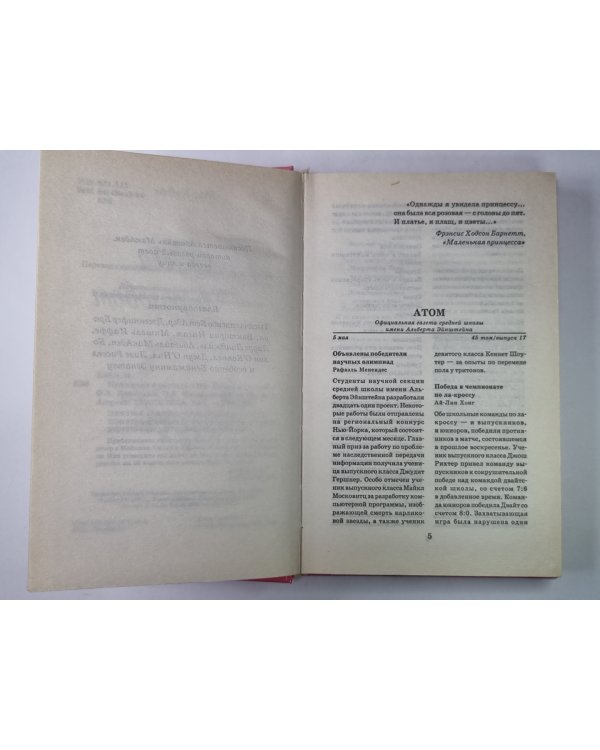 «Однажды я увидела принцессу...
она была вся розовая — с головы до пят.
И платье, и плащ, и цветы...»
Фрэнсис Ходсон Барнетт,
«Маленькая принцесса»
АТОМ
Официальная газета средней школы
имени Альберта Эйнштейна
5 мая
45 том/выпуск 17
Объявлены победители
научных олимпиад
Рафаэль Менендес
Студенты научной секции
средней школы имени Аль-
берта Эйнштейна разработали
двадцать один проект. Некото-
рые работы были отправлены
на региональный конкурс
Нью-Йорка, который состоит-
ся в следующем месяце. Глав-
ный приз за работу по пробле-
ме наследственной передачи
информации получила учени-
ца выпускного класса Джудит
Гершнер. Особо отмечен уче-
ник выпускного класса Майкл
Московитц за разработку ком-
пьютерной программы, изо-
бражающей смерть карлико-
вой звезды, а также ученик
девятого класса Кеннет Шоу-
тер — за опыты по перемене
пола у тритонов.
Победа в чемпионате
по ла-кроссу
Ай-Лин Хонг
Обе школьные команды по ла-
кроссу — и выпускников,
и юниоров, победили против-
ников в матче, состоявшемся
в прошлое воскресенье. Уче-
ник выпускного класса Джош
Рихтер привел команду вы-
пускников к сокрушительной
победе над командой двайт-
ской школы, со счетом 7:6
в добавленное время. Коман-
да юниоров победила Двайт со
счетом 8:0. Захватывающая
игра была нарушена одни
5